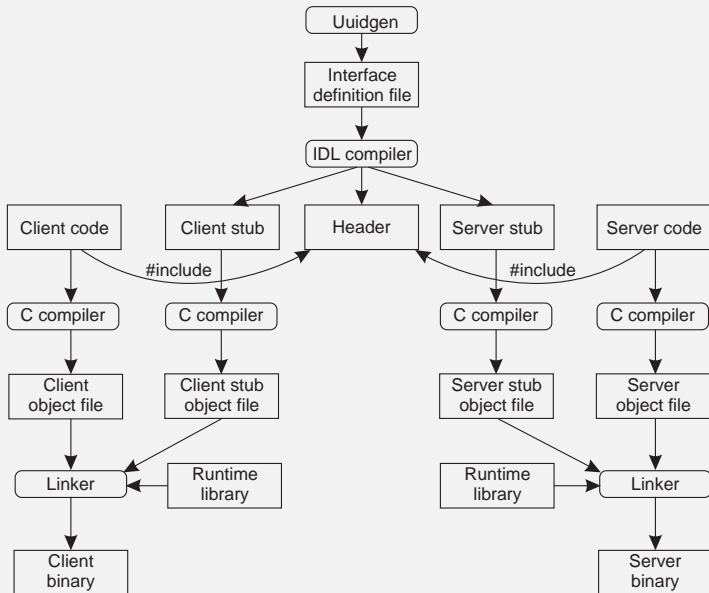 Uuidgen
Interface
definition file
IDL compiler
Client code
Client stub
Header
Server stub
Server code
#include
#include
C compiler
C compiler
C compiler
C compiler
Client
object file
Client stub
object file
Server stub
object file
Server
object file
Linker
Runtime
library
Runtime
library
Linker
Client
binary
Server
binary